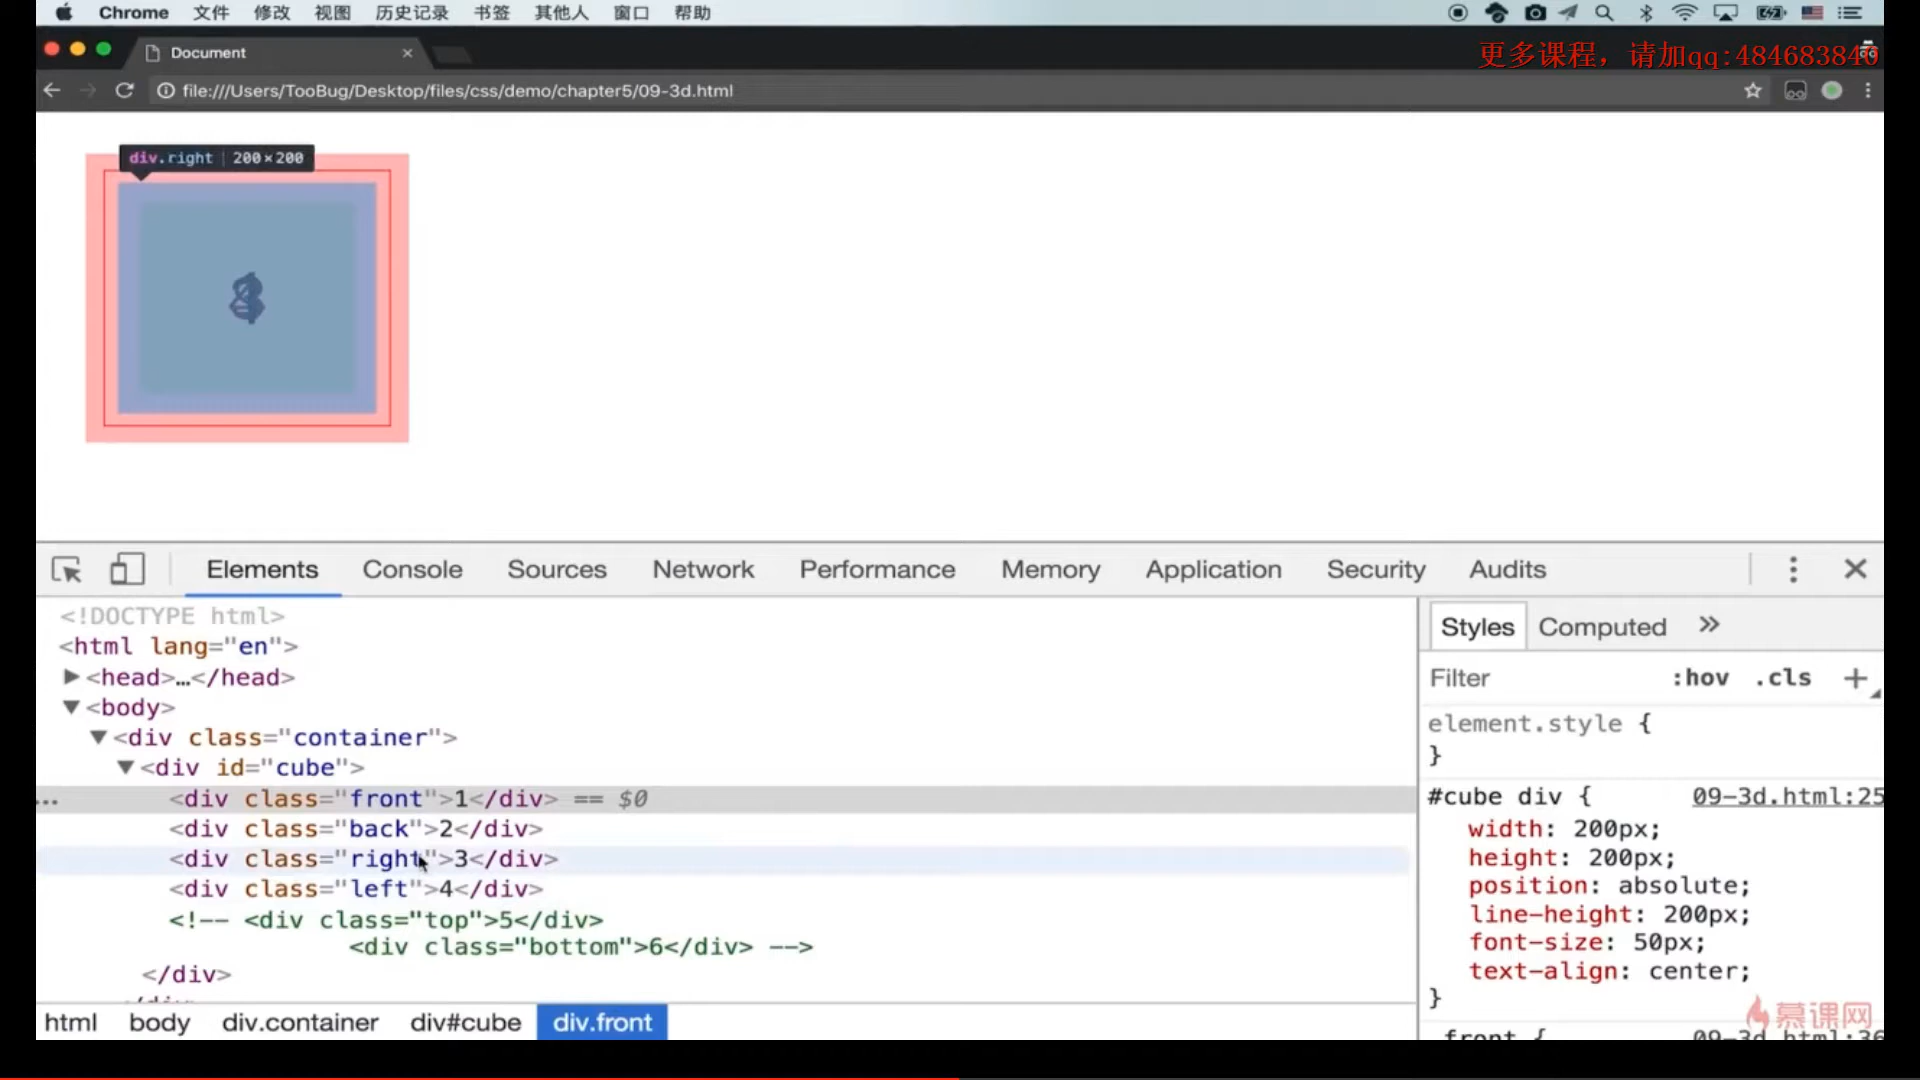 Chrome 文件 修改 视图 历史记录 书签 其他人 窗口 帮助
Document
更多课程，请加qq:484683840
file:///Users/TooBug/Desktop/files/css/demo/chapter5/09-3d.html
div.right 200×200
Elements Console Sources Network Performance Memory Application Security Audits
<!DOCTYPE html>
<html lang="en">
<head>…</head>
<body>
<div class="container">
<div id="cube">
<div class="front">1</div> == $0
<div class="back">2</div>
<div class="right">3</div>
<div class="left">4</div>
<!-- <div class="top">5</div>
<div class="bottom">6</div> -->
</div>
html body div.container div#cube div.front
Styles Computed
Filter :hov .cls
element.style {
}
#cube div { 09-3d.html:25
width: 200px;
height: 200px;
position: absolute;
line-height: 200px;
font-size: 50px;
text-align: center;
}
慕课网